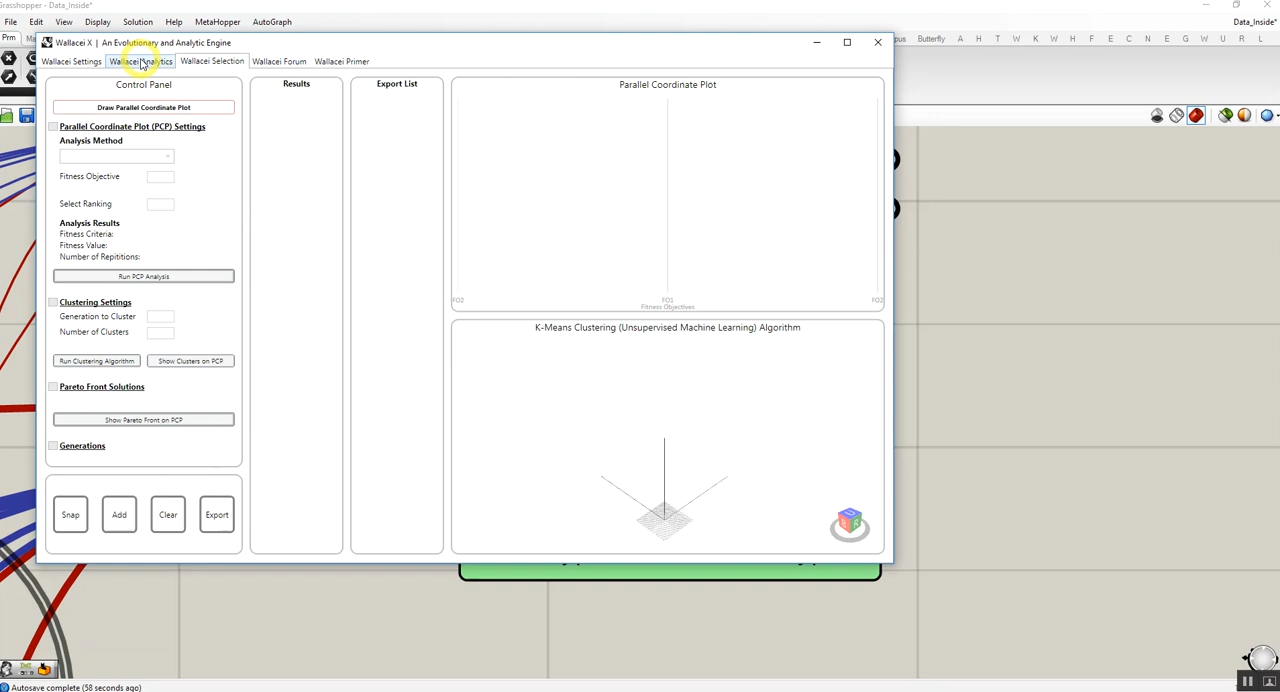 Grasshopper - Data_Inside*
File Edit View Display Solution Help MetaHopper AutoGraph Data_Inside*
Prm Butterfly A H T W K W H F E C N E G W U R L
Wallacei X | An Evolutionary and Analytic Engine
Wallacei Settings Wallacei Analytics Wallacei Selection Wallacei Forum Wallacei Primer
Control Panel
Draw Parallel Coordinate Plot
Parallel Coordinate Plot (PCP) Settings
Analysis Method
Fitness Objective
Select Ranking
Analysis Results
Fitness Criteria:
Fitness Value:
Number of Repititions:
Run PCP Analysis
Clustering Settings
Generation to Cluster
Number of Clusters
Run Clustering Algorithm Show Clusters on PCP
Pareto Front Solutions
Show Pareto Front on PCP
Generations
Snap Add Clear Export
Results
Export List
Parallel Coordinate Plot
FO2 FO1 FO2
Fitness Objectives
K-Means Clustering (Unsupervised Machine Learning) Algorithm
Autosave complete (58 seconds ago)